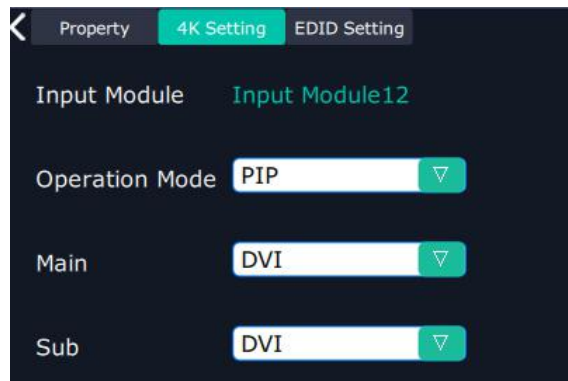 Property 4K Setting EDID Setting
Input Module Input Module12
Operation Mode PIP
Main DVI
Sub DVI